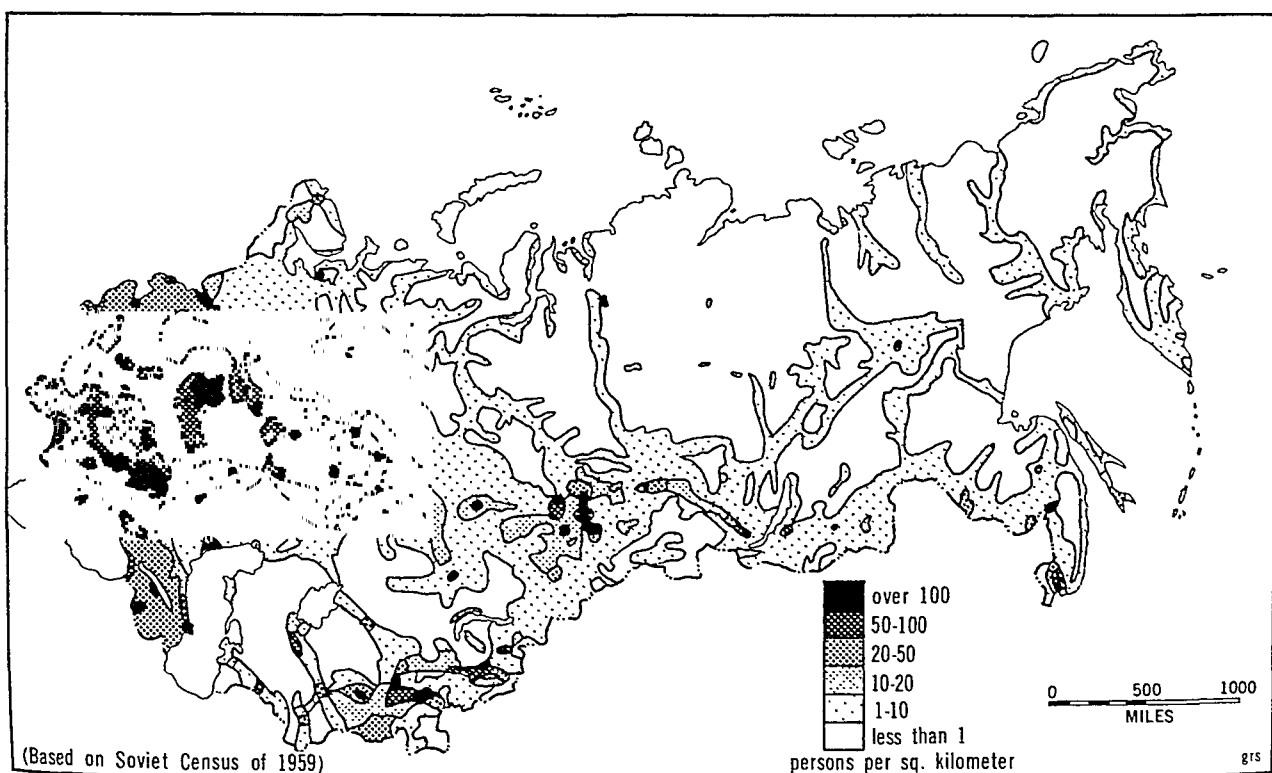 over 100
50-100
20-50
10-20
1-10
less than 1
persons per sq. kilometer
0 500 1000
MILES
(Based on Soviet Census of 1959)
grs